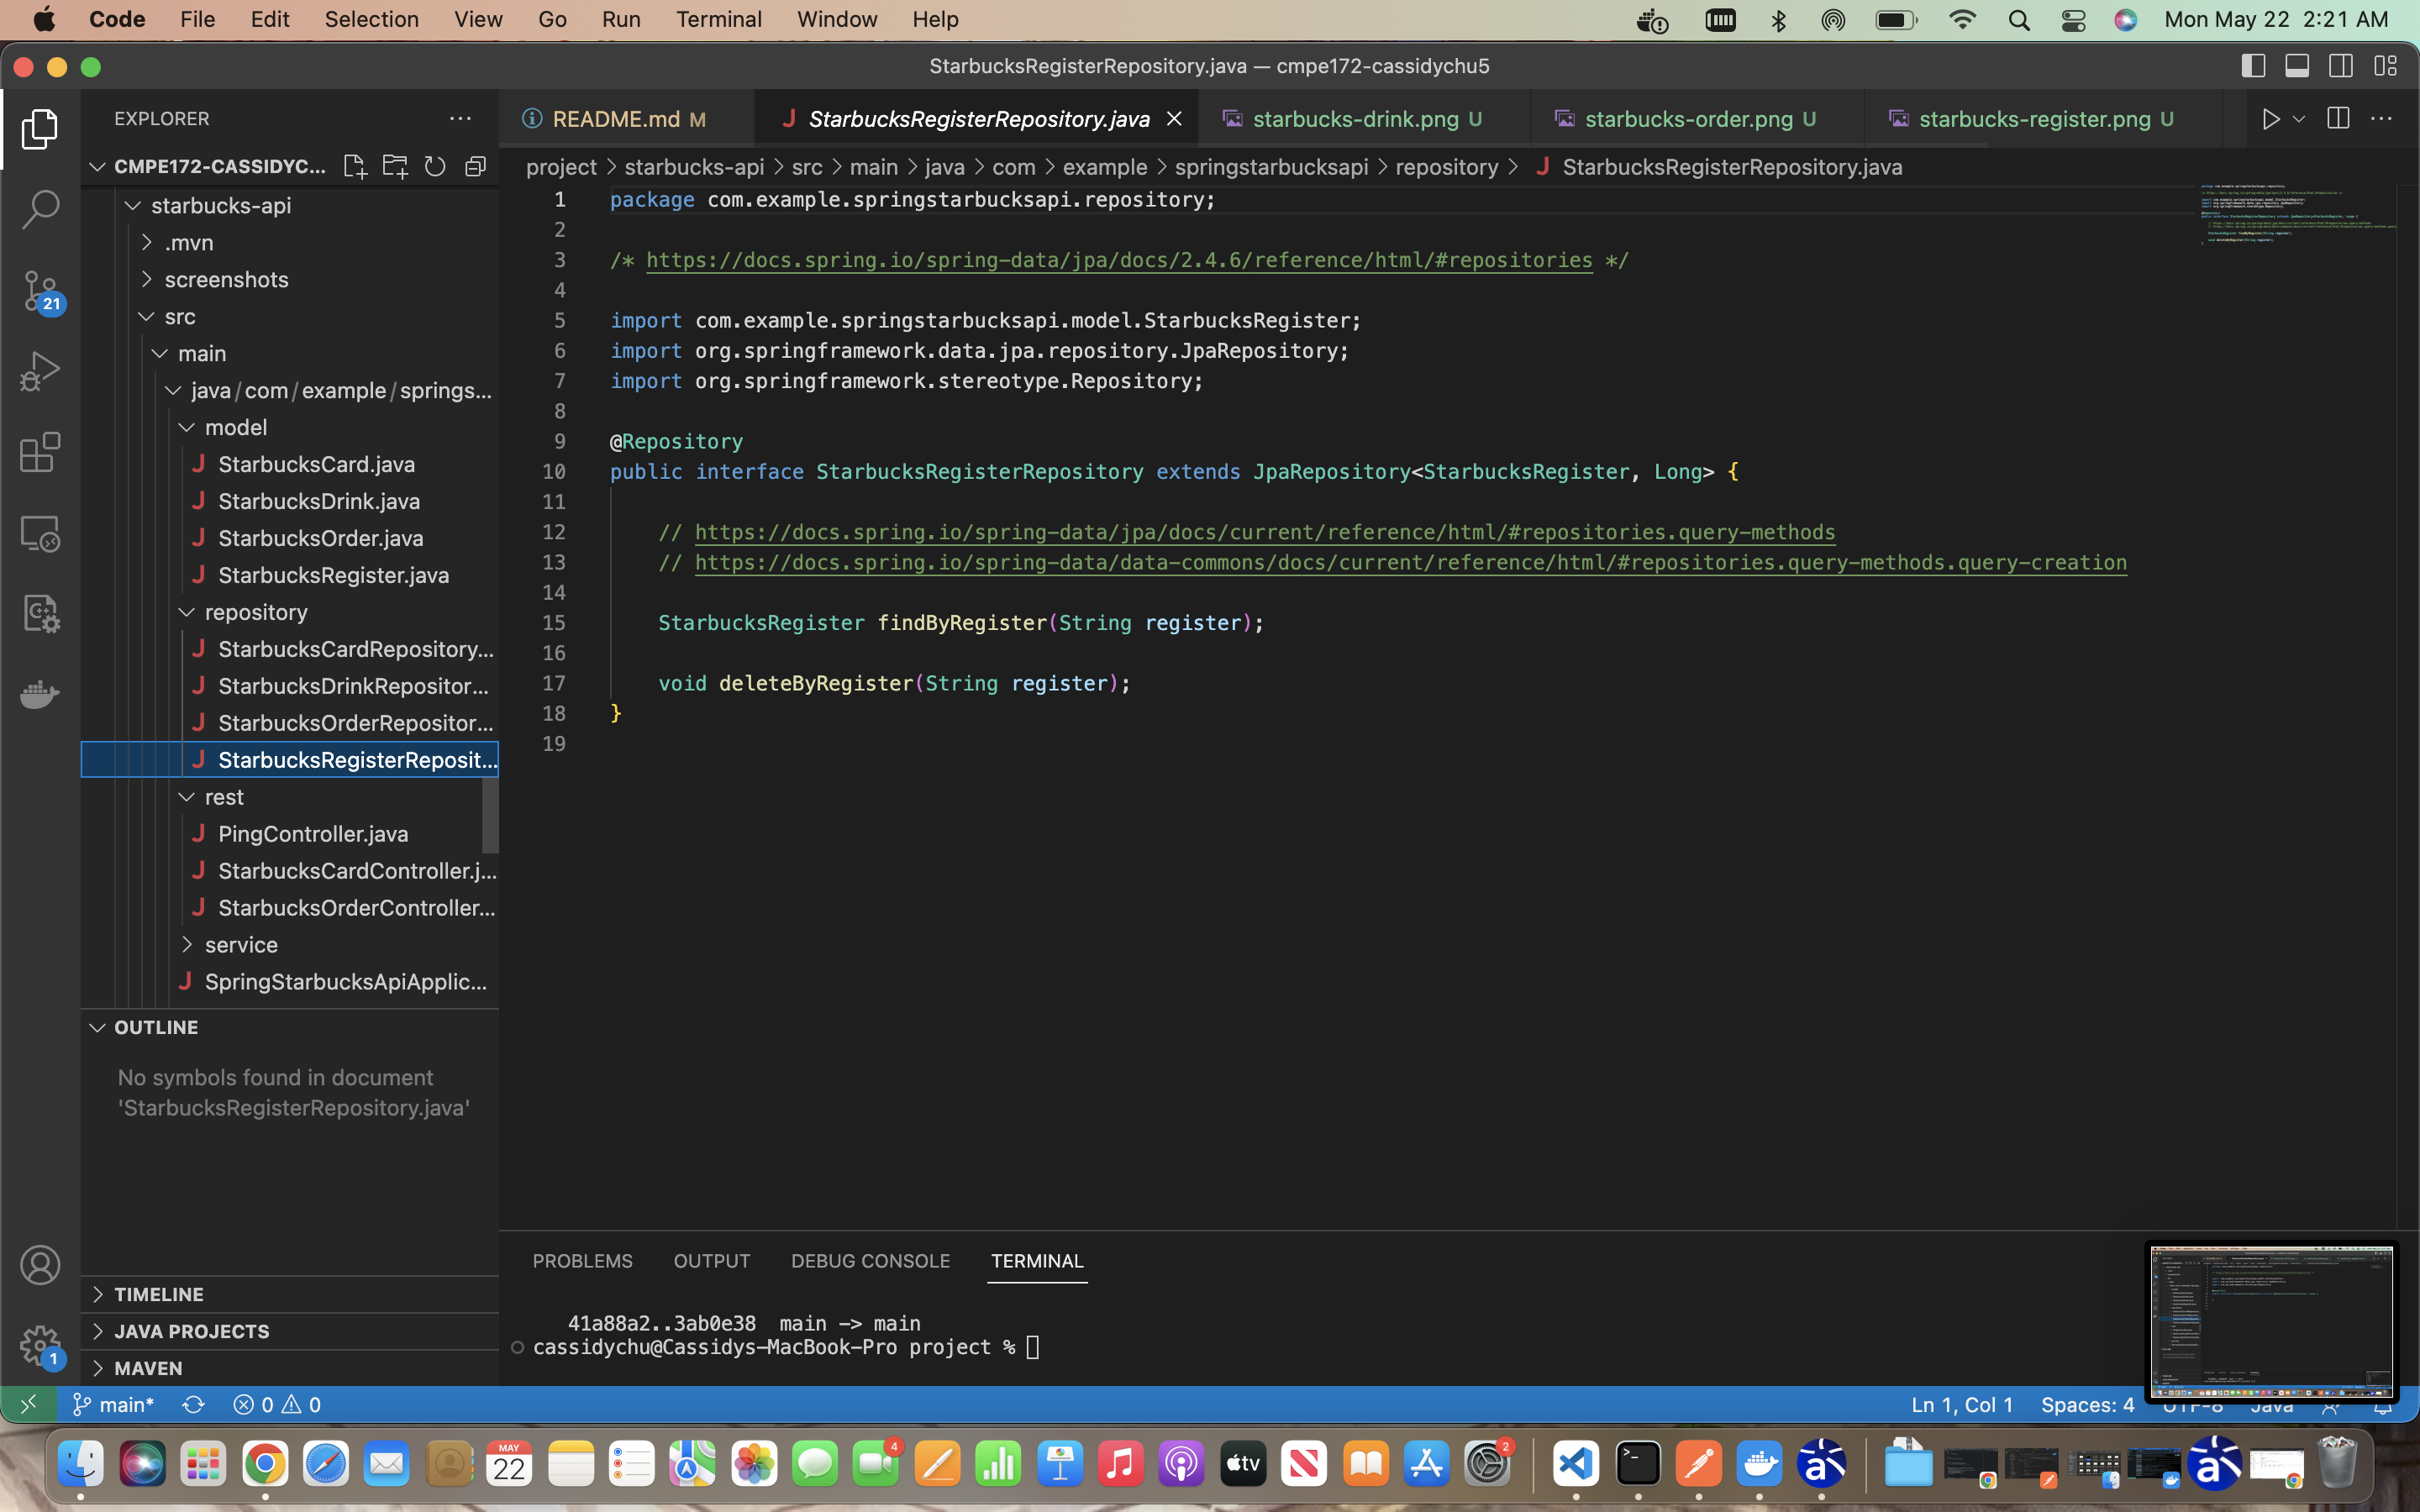 Code File Edit Selection View Go Run Terminal Window Help Mon May 22 2:21 AM
StarbucksRegisterRepository.java — cmpe172-cassidychu5
EXPLORER
CMPE172-CASSIDYC...
starbucks-api
.mvn
screenshots
src
main
java/com/example/springs...
model
StarbucksCard.java
StarbucksDrink.java
StarbucksOrder.java
StarbucksRegister.java
repository
StarbucksCardRepository...
StarbucksDrinkRepositor...
StarbucksOrderRepositor...
StarbucksRegisterReposit...
rest
PingController.java
StarbucksCardController.j...
StarbucksOrderController...
service
SpringStarbucksApiApplic...
OUTLINE
No symbols found in document
'StarbucksRegisterRepository.java'
TIMELINE
JAVA PROJECTS
MAVEN
21
1
README.md M StarbucksRegisterRepository.java starbucks-drink.png U starbucks-order.png U starbucks-register.png U
project > starbucks-api > src > main > java > com > example > springstarbucksapi > repository > StarbucksRegisterRepository.java
1 package com.example.springstarbucksapi.repository;
2
3 /* https://docs.spring.io/spring-data/jpa/docs/2.4.6/reference/html/#repositories */
4
5 import com.example.springstarbucksapi.model.StarbucksRegister;
6 import org.springframework.data.jpa.repository.JpaRepository;
7 import org.springframework.stereotype.Repository;
8
9 @Repository
10 public interface StarbucksRegisterRepository extends JpaRepository<StarbucksRegister, Long> {
11
12 // https://docs.spring.io/spring-data/jpa/docs/current/reference/html/#repositories.query-methods
13 // https://docs.spring.io/spring-data/data-commons/docs/current/reference/html/#repositories.query-methods.query-creation
14
15 StarbucksRegister findByRegister(String register);
16
17 void deleteByRegister(String register);
18 }
19
PROBLEMS OUTPUT DEBUG CONSOLE TERMINAL
41a88a2..3ab0e38 main -> main
cassidychu@Cassidys-MacBook-Pro project %
main* 0 0 Ln 1, Col 1 Spaces: 4 UTF-8 Java
MAY
22
4
tv
2